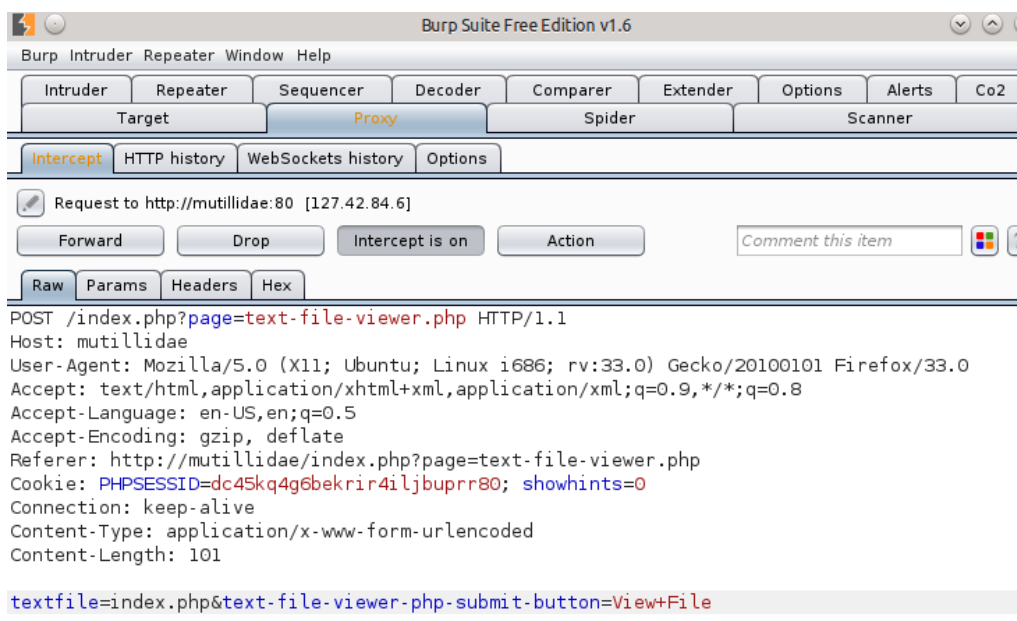 Burp Suite Free Edition v1.6
Burp Intruder Repeater Window Help
Intruder Repeater Sequencer Decoder Comparer Extender Options Alerts Co2
Target Proxy Spider Scanner
Intercept HTTP history WebSockets history Options
Request to http://mutillidae:80 [127.42.84.6]
Forward Drop Intercept is on Action Comment this item
Raw Params Headers Hex
POST /index.php?page=text-file-viewer.php HTTP/1.1
Host: mutillidae
User-Agent: Mozilla/5.0 (X11; Ubuntu; Linux i686; rv:33.0) Gecko/20100101 Firefox/33.0
Accept: text/html,application/xhtml+xml,application/xml;q=0.9,*/*;q=0.8
Accept-Language: en-US,en;q=0.5
Accept-Encoding: gzip, deflate
Referer: http://mutillidae/index.php?page=text-file-viewer.php
Cookie: PHPSESSID=dc45kq4g6bekrir4iljbuprr80; showhints=0
Connection: keep-alive
Content-Type: application/x-www-form-urlencoded
Content-Length: 101
textfile=index.php&text-file-viewer-php-submit-button=View+File